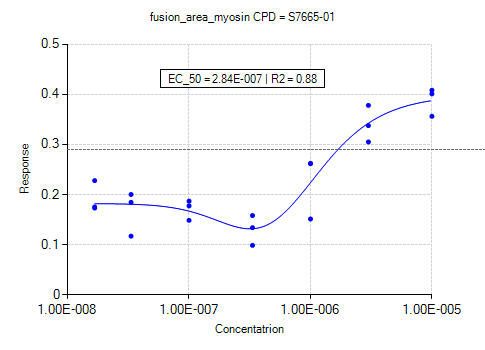 fusion_area_myosin CPD = S7665-01
0.5
EC_50 = 2.84E-007 | R2 = 0.88
0.4
0.3
Response
0.2
0.1
0
1.00E-008 1.00E-007 1.00E-006 1.00E-005
Concentatrion